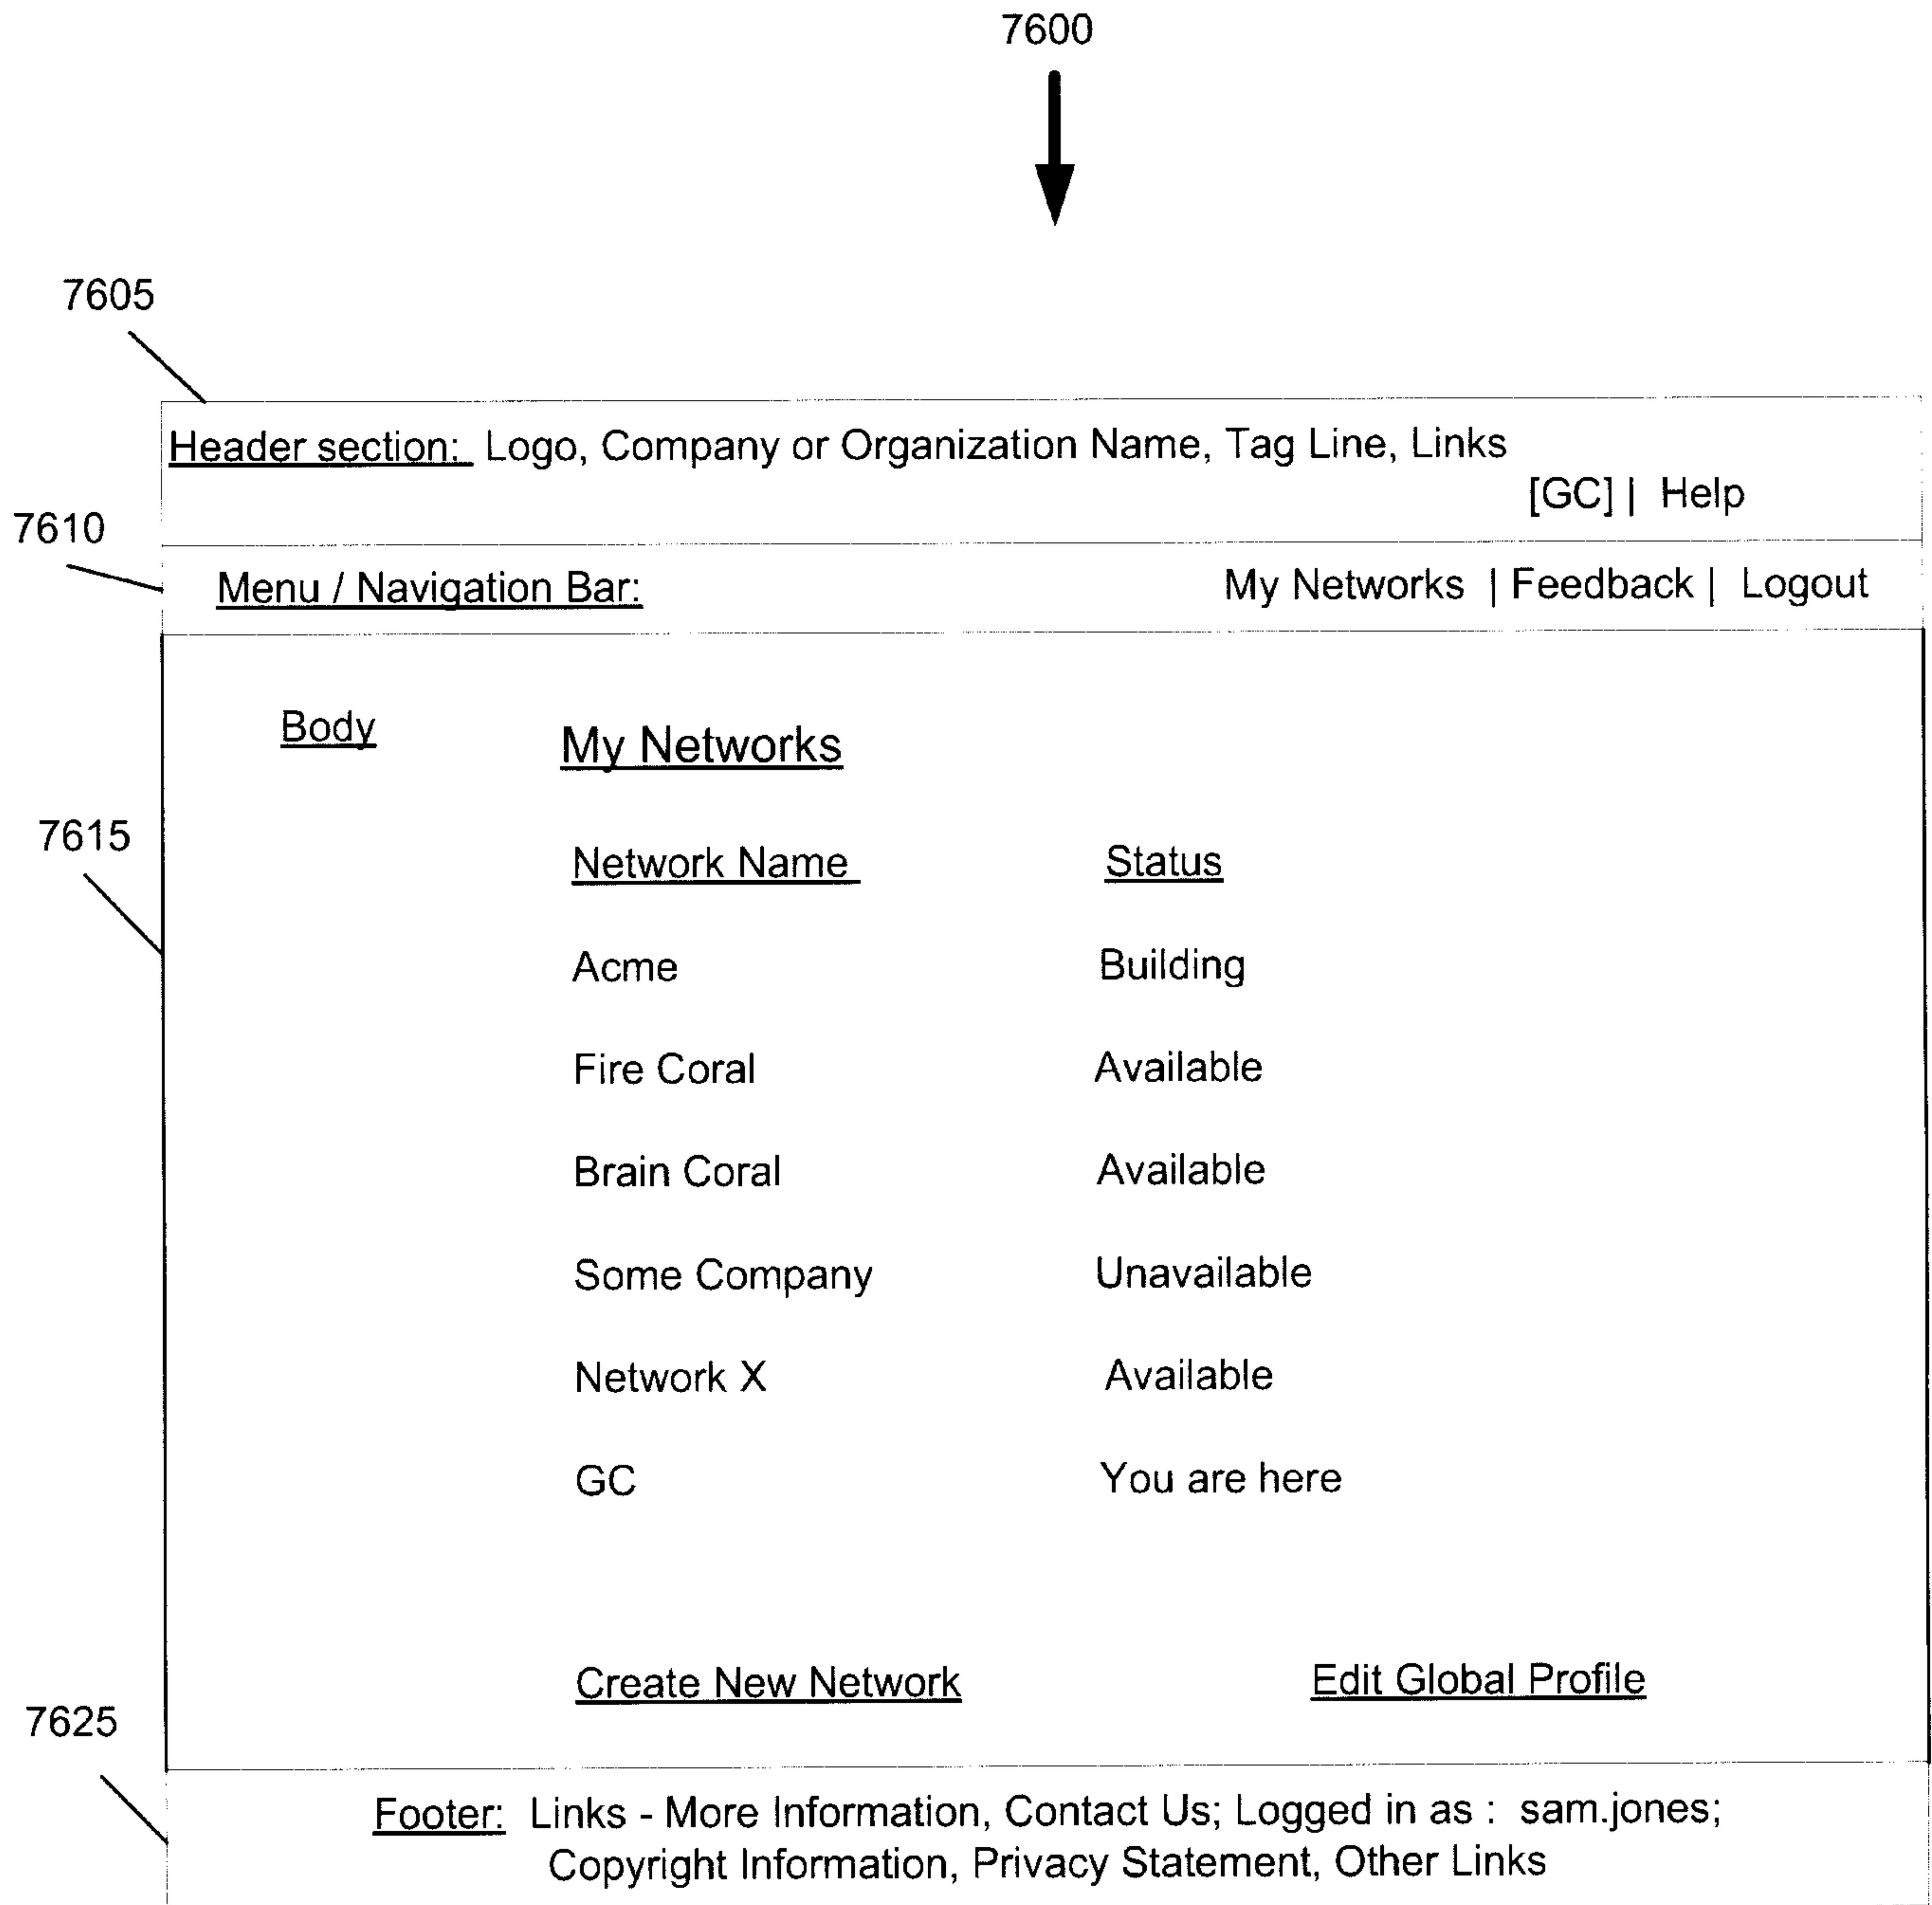 7600
7605
Header section: Logo, Company or Organization Name, Tag Line, Links
[GC] | Help
7610
Menu / Navigation Bar: My Networks | Feedback | Logout
Body My Networks
7615
Network Name Status
Acme Building
Fire Coral Available
Brain Coral Available
Some Company Unavailable
Network X Available
GC You are here
Create New Network Edit Global Profile
7625
Footer: Links - More Information, Contact Us; Logged in as : sam.jones;
Copyright Information, Privacy Statement, Other Links